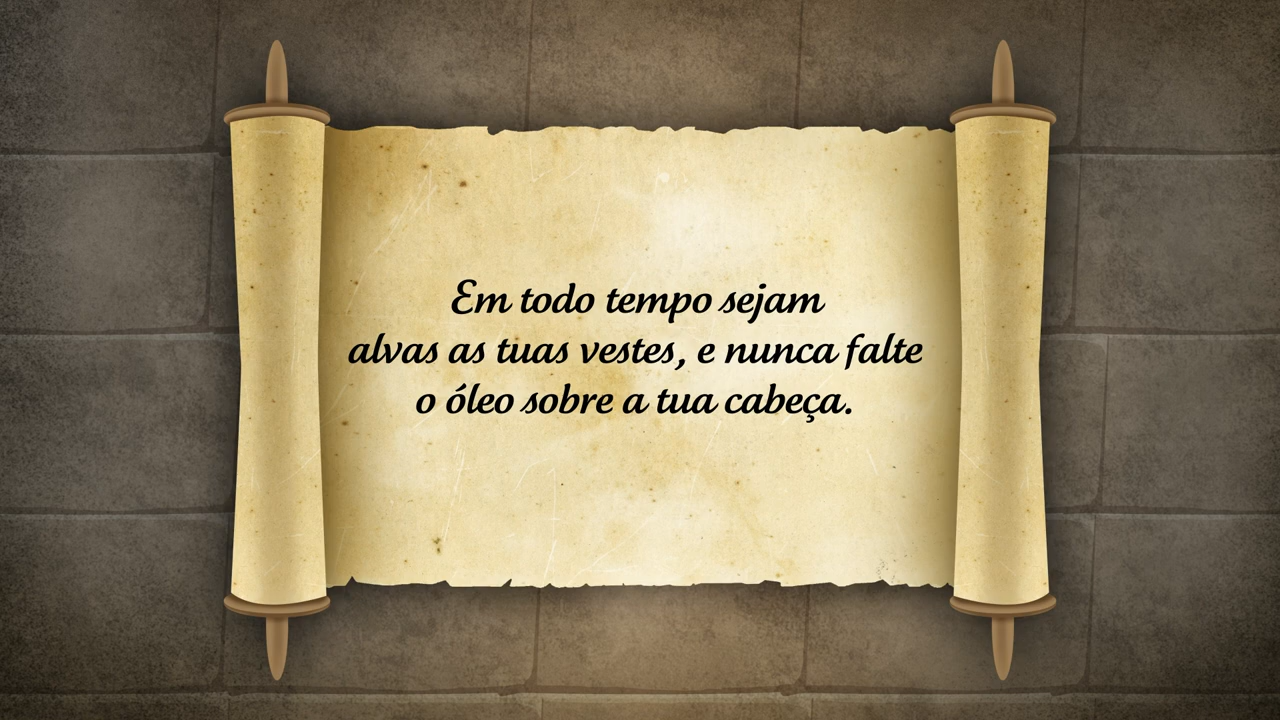 Em todo tempo sejam
alvas as tuas vestes, e nunca falte
o óleo sobre a tua cabeça.